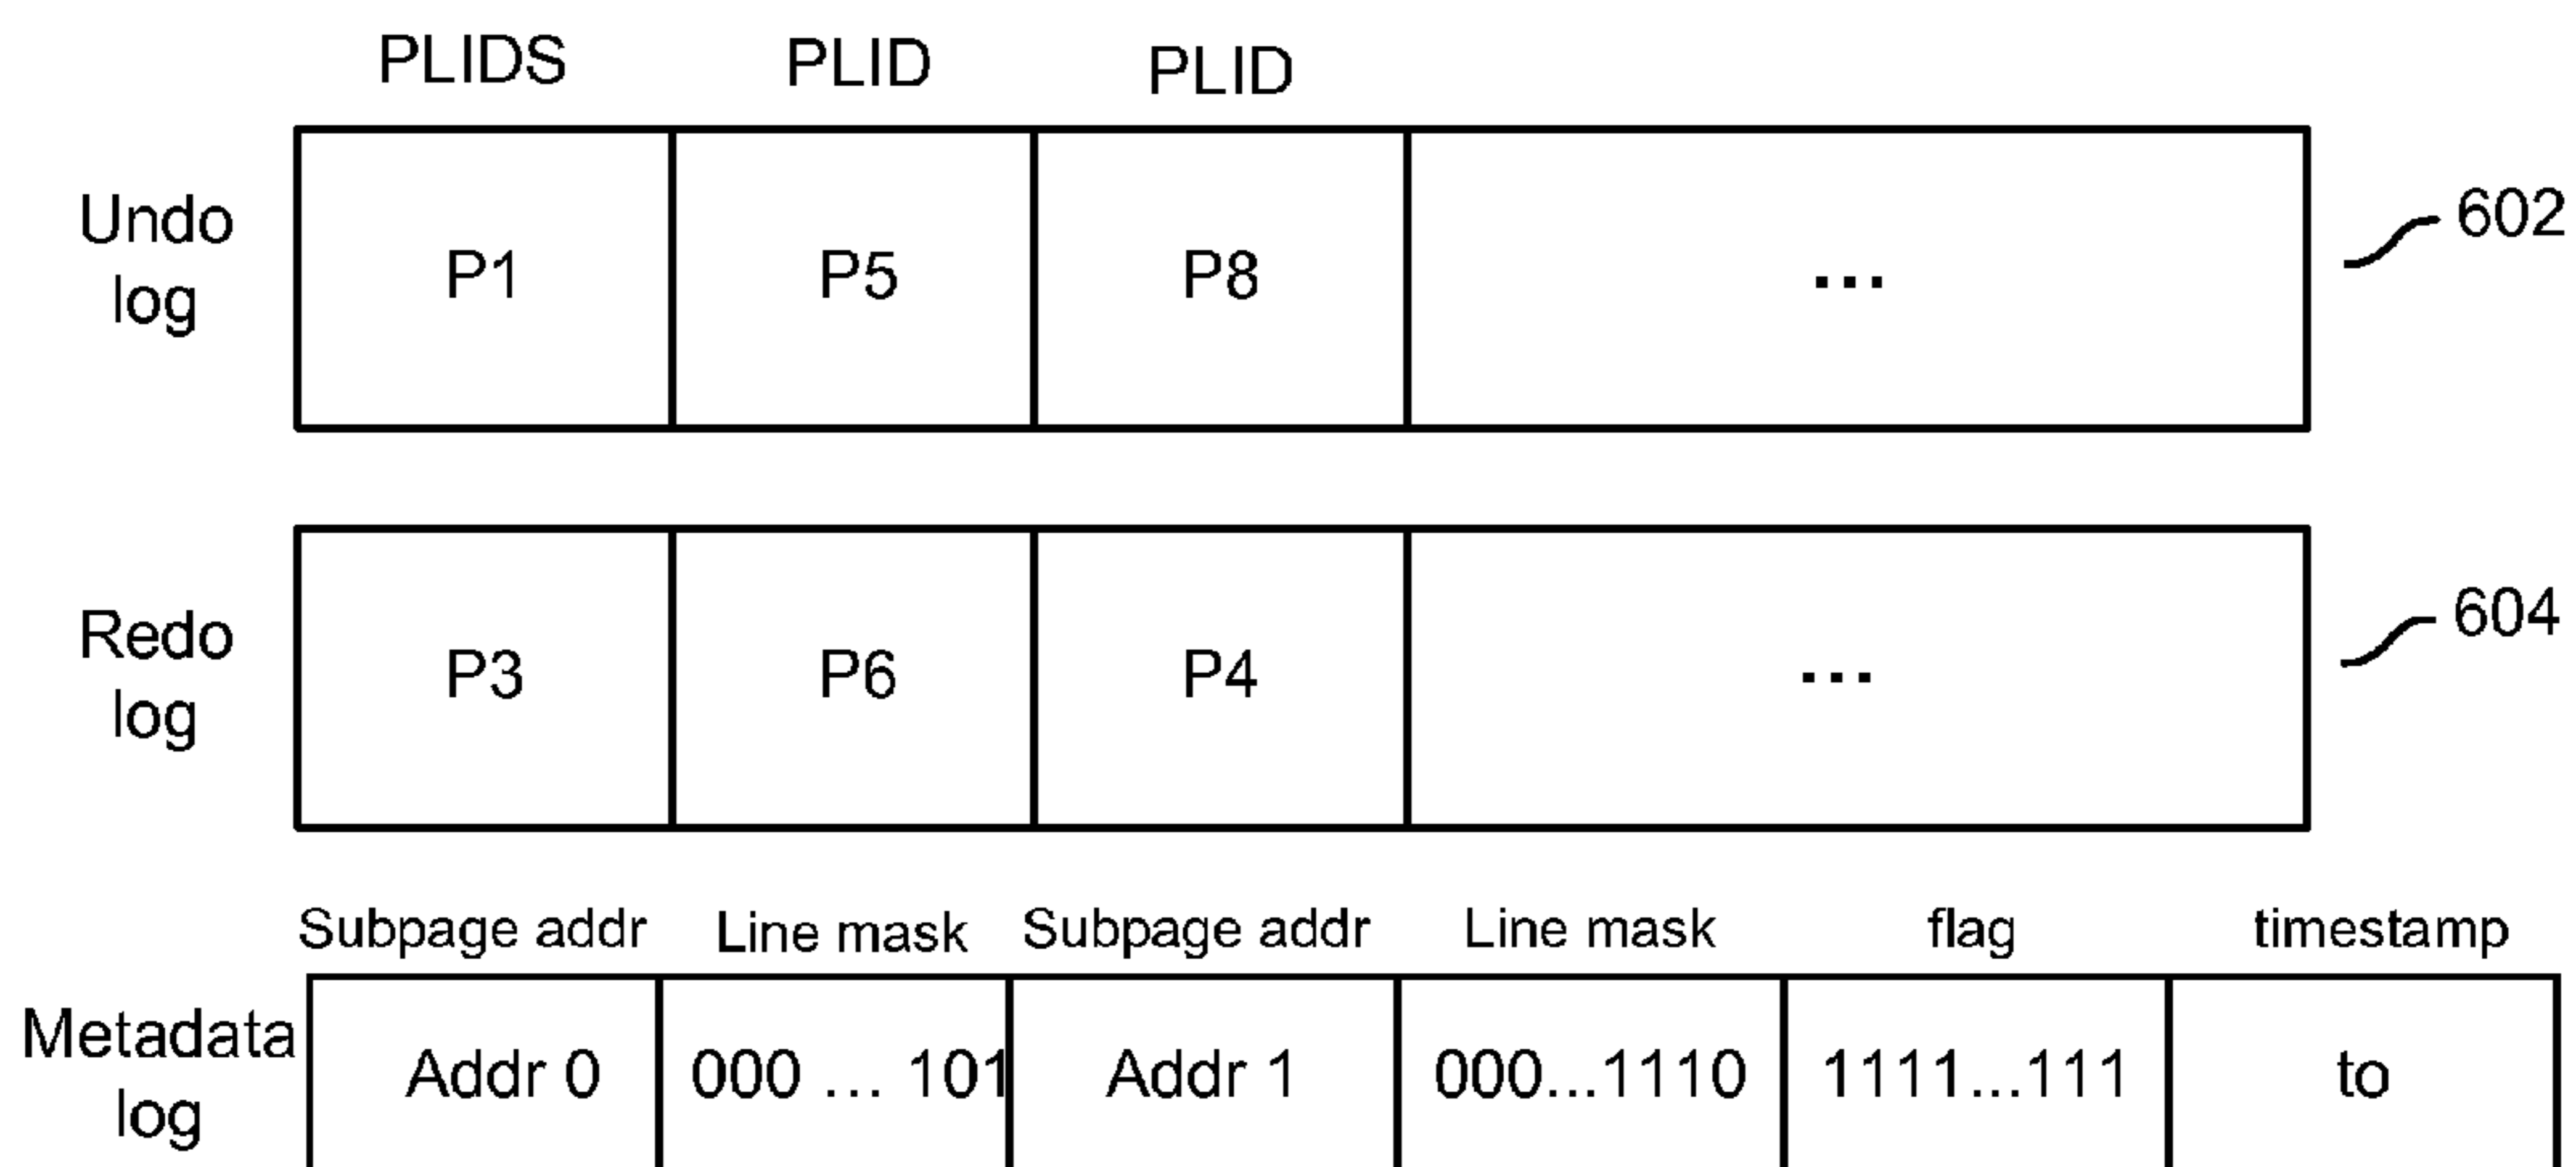 PLIDS PLID PLID
Undo
log
P1 P5 P8 ...
602
Redo
log
P3 P6 P4 ...
604
Subpage addr Line mask Subpage addr Line mask flag timestamp
Metadata
log
Addr 0 000 ... 101 Addr 1 000...1110 1111...111 to